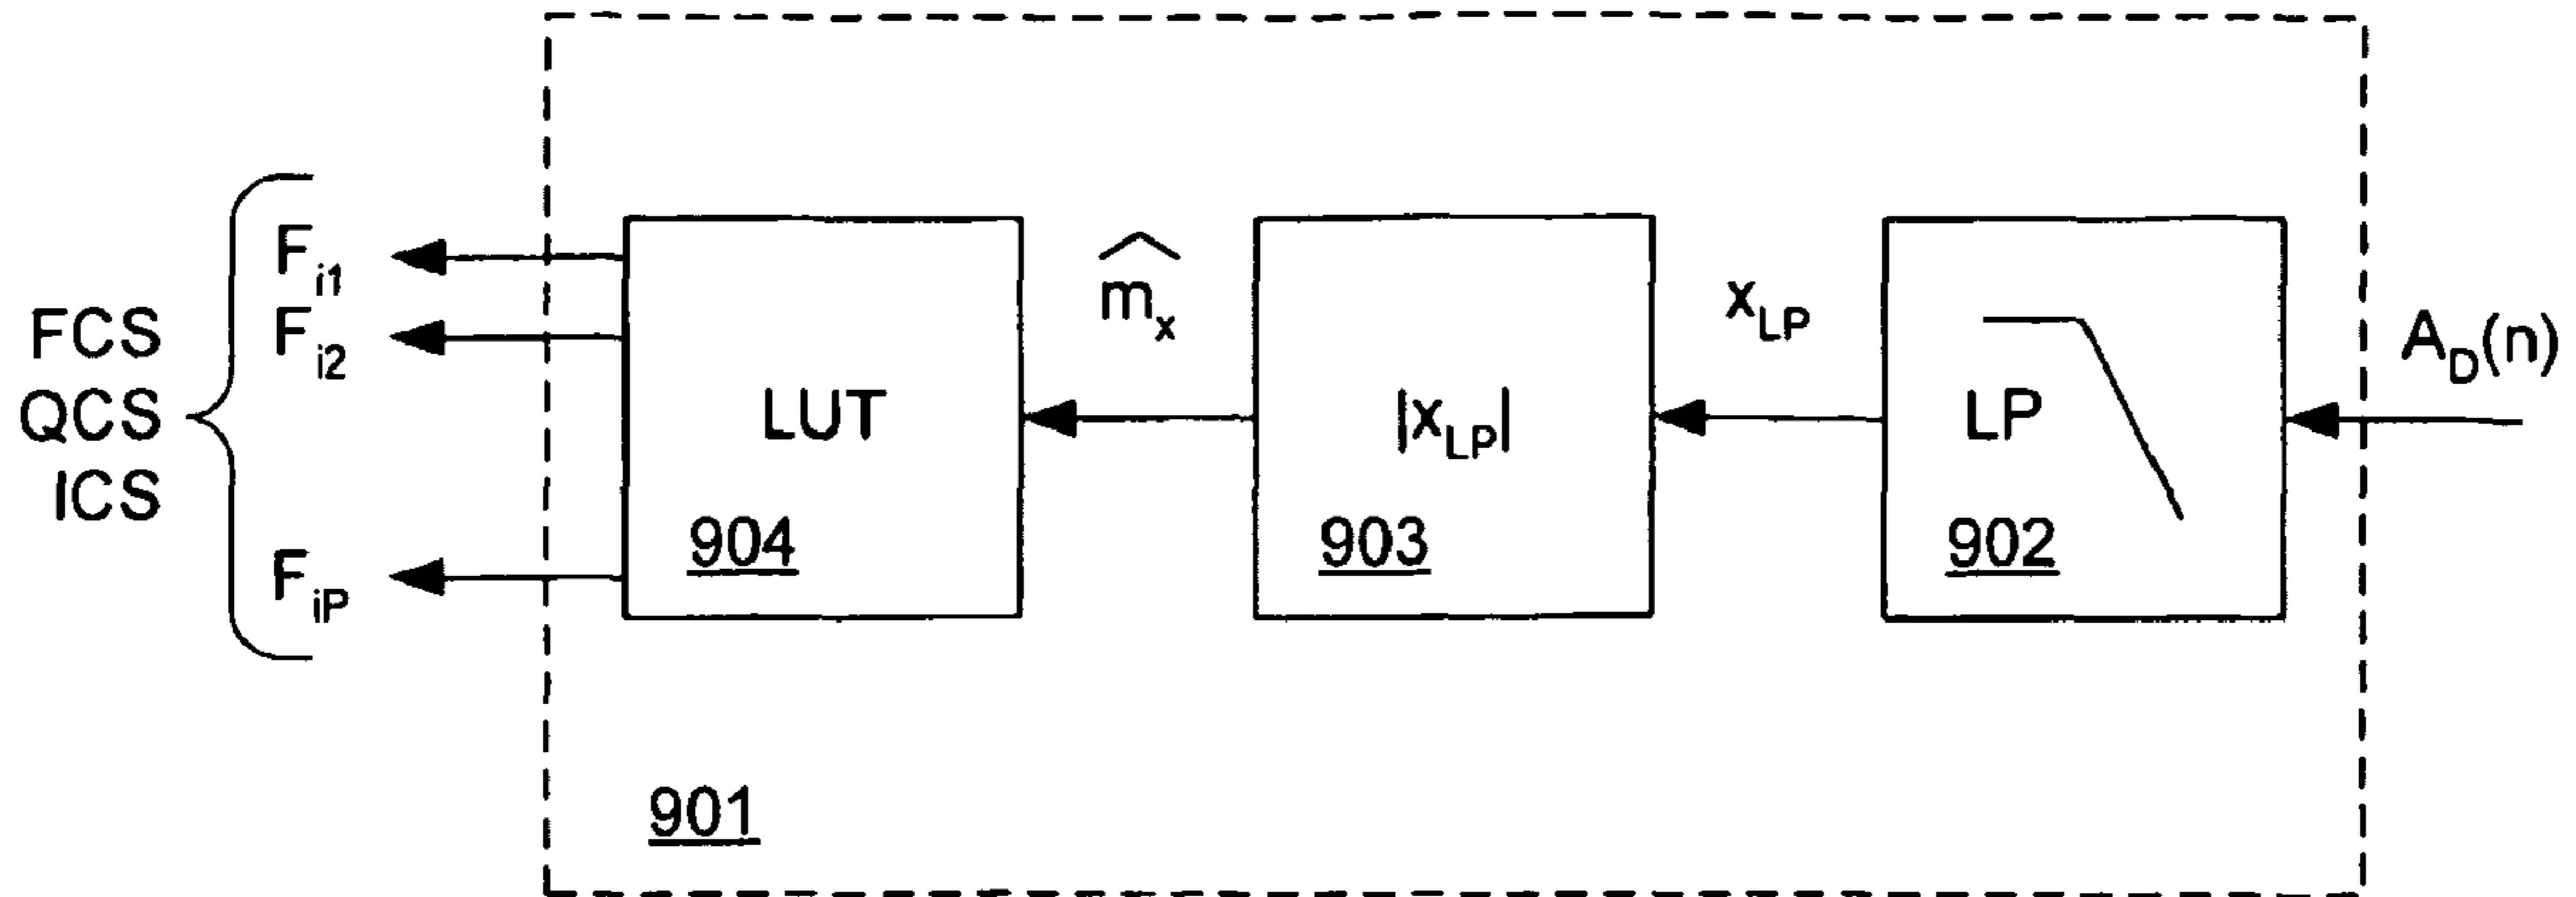 FCS
QCS
ICS
F_i1
F_i2
F_iP
LUT
904
m̂_x
|x_LP|
903
x_LP
LP
902
A_D(n)
901